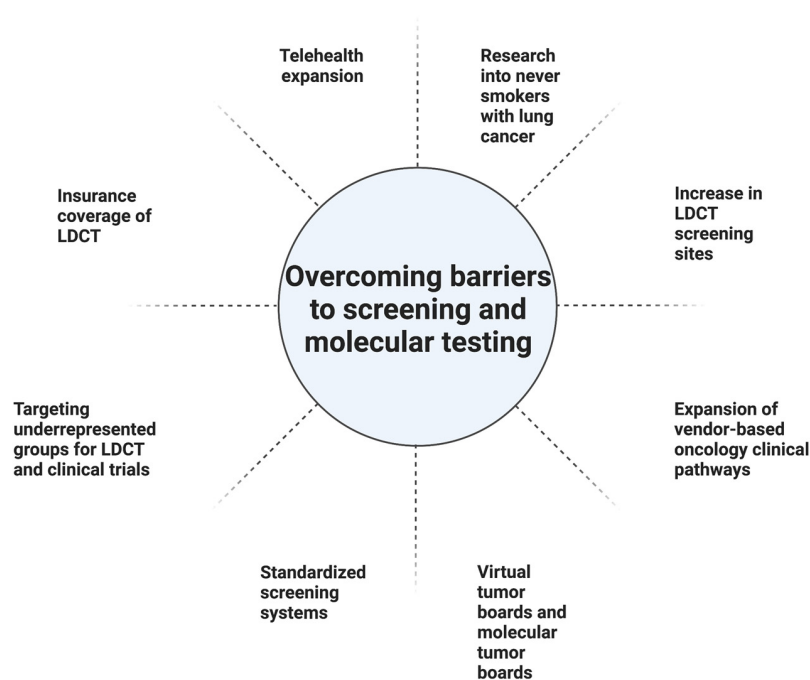 Telehealth
expansion
Research
into never
smokers
with lung
cancer
Insurance
coverage of
LDCT
Increase in
LDCT
screening
sites
Overcoming barriers
to screening and
molecular testing
Targeting
underrepresented
groups for LDCT
and clinical trials
Expansion of
vendor-based
oncology clinical
pathways
Standardized
screening
systems
Virtual
tumor
boards and
molecular
tumor
boards